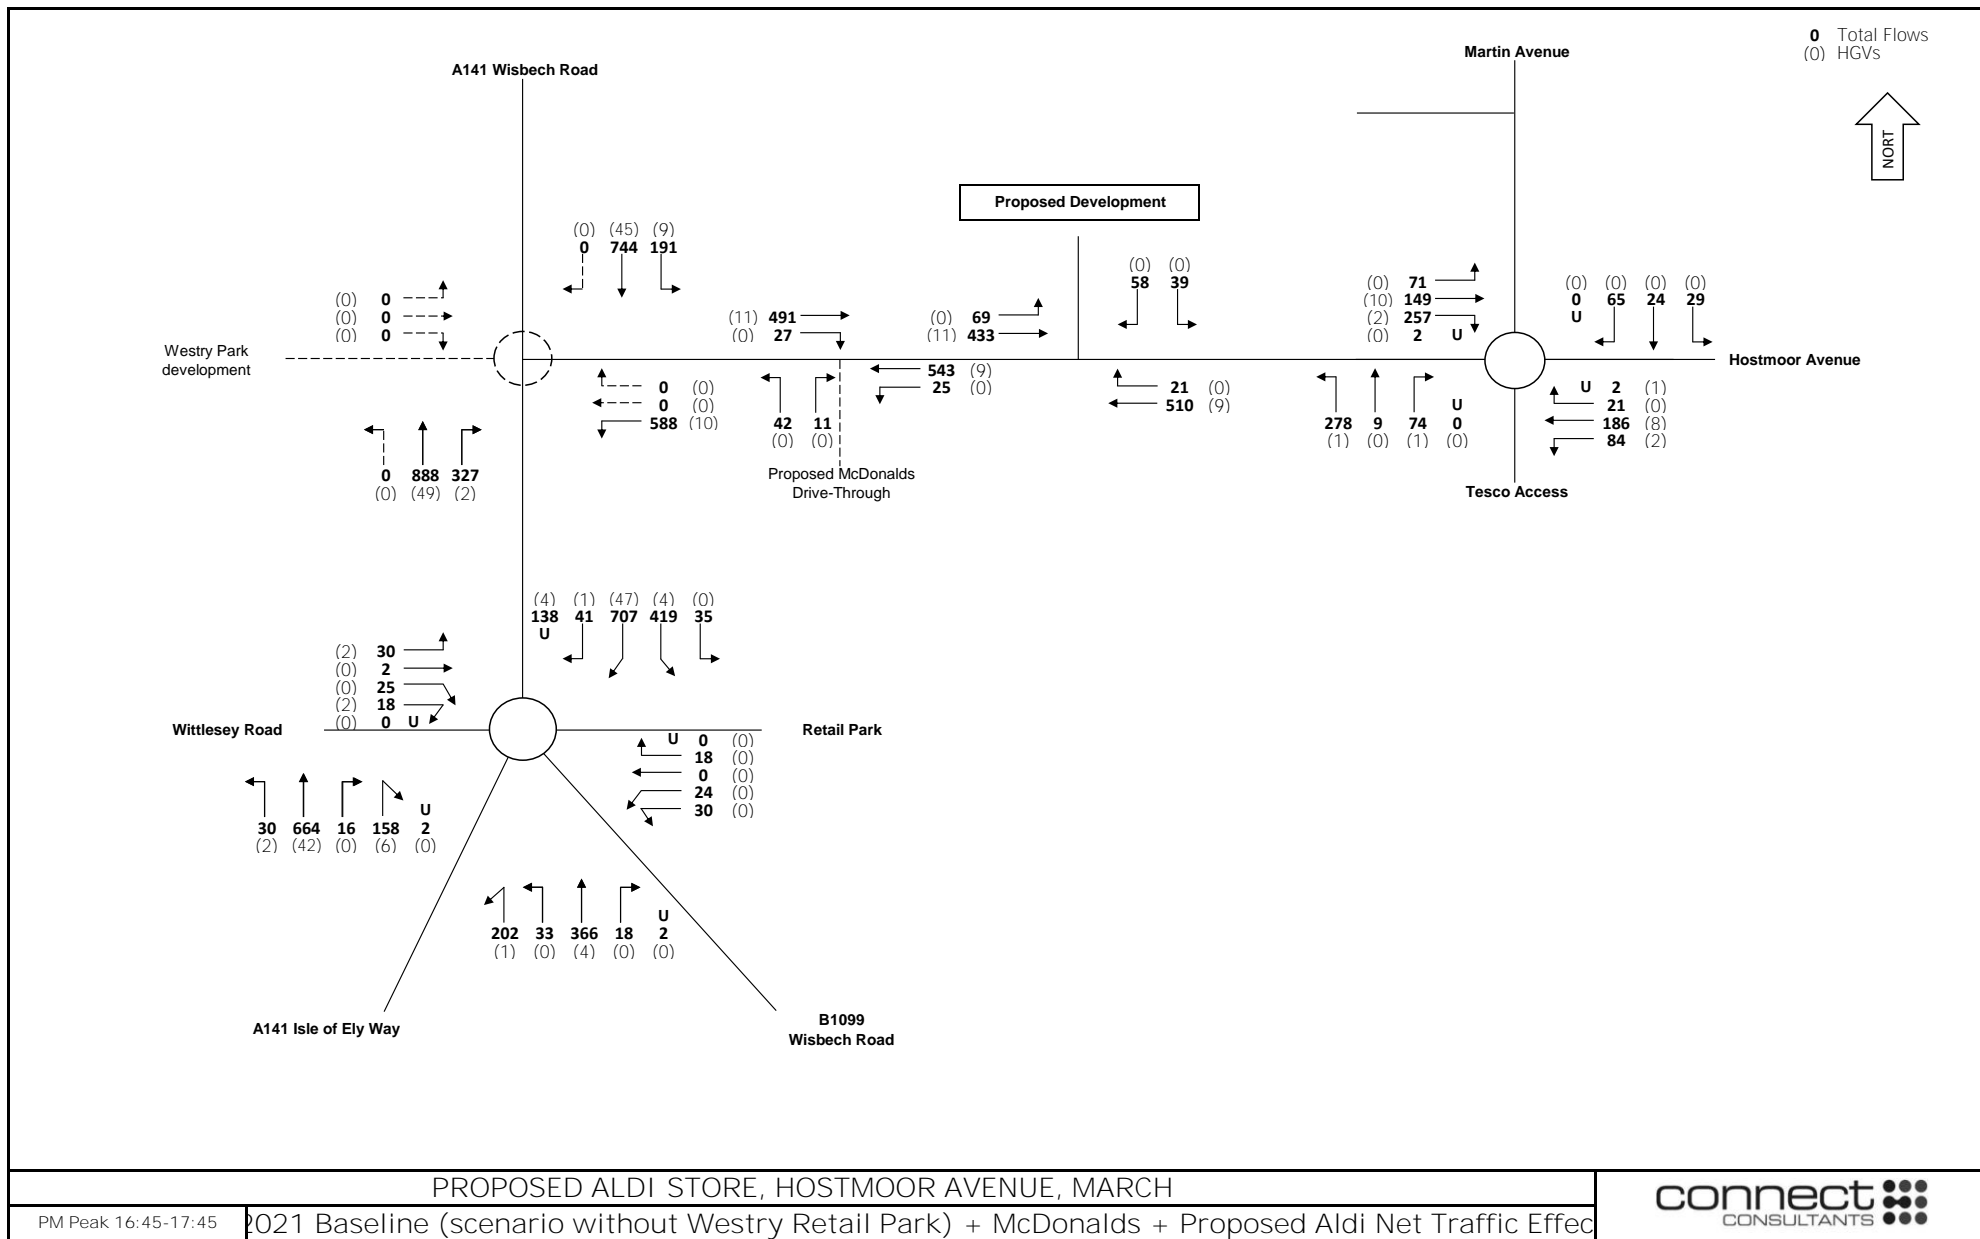 0 Total Flows
(0) HGVs
NORT
A141 Wisbech Road
Martin Avenue
Proposed Development
(0) (45) (9)
0 744 191
(0) 0
(0) 0
(0) 0
Westry Park
development
(11) 491
(0) 27
(0) 69
(11) 433
(0) (0)
58 39
(0) 71
(10) 149
(2) 257
(0) 2 U
(0) (0) (0) (0)
0 65 24 29
U
Hostmoor Avenue
0 (0)
0 (0)
588 (10)
42 11
(0) (0)
543 (9)
25 (0)
21 (0)
510 (9)
U
278 9 74 0
(1) (0) (1) (0)
U 2 (1)
21 (0)
186 (8)
84 (2)
0 888 327
(0) (49) (2)
Proposed McDonalds
Drive-Through
Tesco Access
(4) (1) (47) (4) (0)
138 41 707 419 35
U
(2) 30
(0) 2
(0) 25
(2) 18
(0) 0 U
Wittlesey Road
Retail Park
U 0 (0)
18 (0)
0 (0)
24 (0)
30 (0)
U
30 664 16 158 2
(2) (42) (0) (6) (0)
U
202 33 366 18 2
(1) (0) (4) (0) (0)
A141 Isle of Ely Way
B1099
Wisbech Road
PROPOSED ALDI STORE, HOSTMOOR AVENUE, MARCH
PM Peak 16:45-17:45
2021 Baseline (scenario without Westry Retail Park) + McDonalds + Proposed Aldi Net Traffic Effec
connect
CONSULTANTS